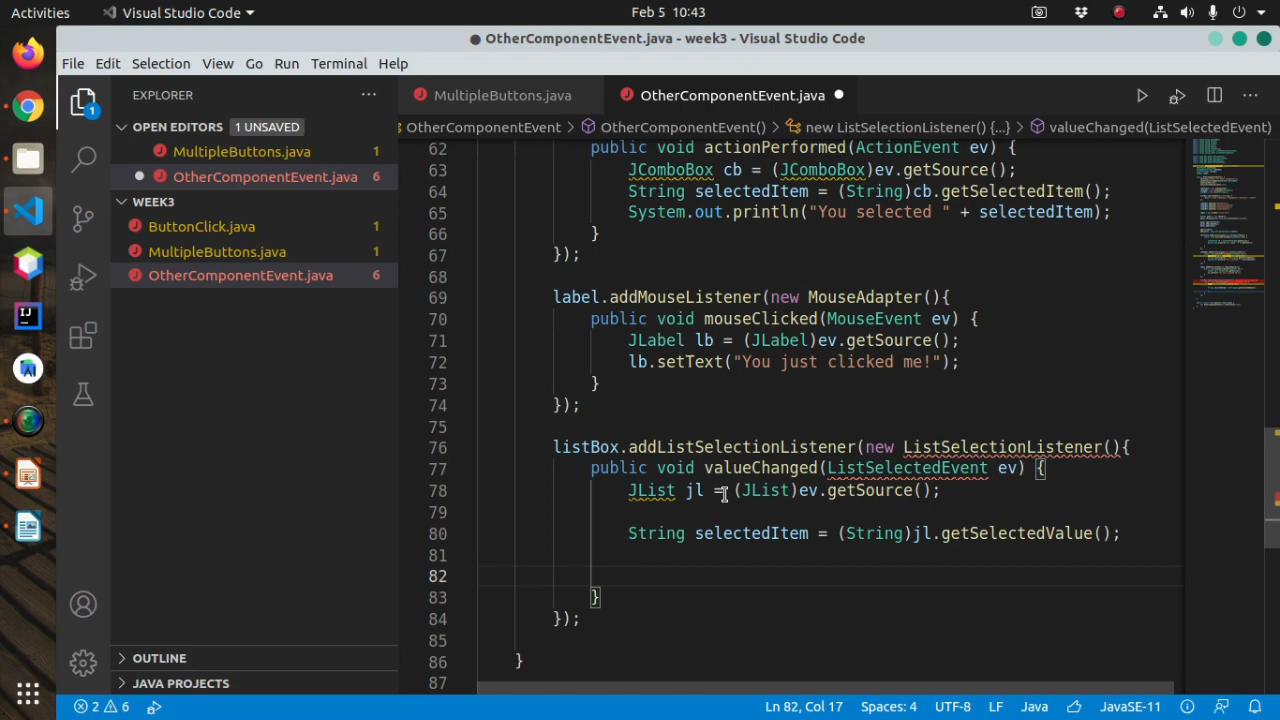 Activities Visual Studio Code Feb 5 10:43
● OtherComponentEvent.java - week3 - Visual Studio Code
File Edit Selection View Go Run Terminal Help
EXPLORER ··· MultipleButtons.java OtherComponentEvent.java ● ···
OPEN EDITORS 1 UNSAVED OtherComponentEvent > OtherComponentEvent() > new ListSelectionListener() {...} > valueChanged(ListSelectedEvent)
MultipleButtons.java 1
● OtherComponentEvent.java 6
WEEK3
ButtonClick.java 1
MultipleButtons.java 1
OtherComponentEvent.java 6
OUTLINE
JAVA PROJECTS
1
62 public void actionPerformed(ActionEvent ev) {
63 JComboBox cb = (JComboBox)ev.getSource();
64 String selectedItem = (String)cb.getSelectedItem();
65 System.out.println("You selected " + selectedItem);
66 }
67 });
68
69 label.addMouseListener(new MouseAdapter(){
70 public void mouseClicked(MouseEvent ev) {
71 JLabel lb = (JLabel)ev.getSource();
72 lb.setText("You just clicked me!");
73 }
74 });
75
76 listBox.addListSelectionListener(new ListSelectionListener(){
77 public void valueChanged(ListSelectedEvent ev) {
78 JList jl = (JList)ev.getSource();
79
80 String selectedItem = (String)jl.getSelectedValue();
81
82
83 }
84 });
85
86 }
87
2 6 Ln 82, Col 17 Spaces: 4 UTF-8 LF Java JavaSE-11